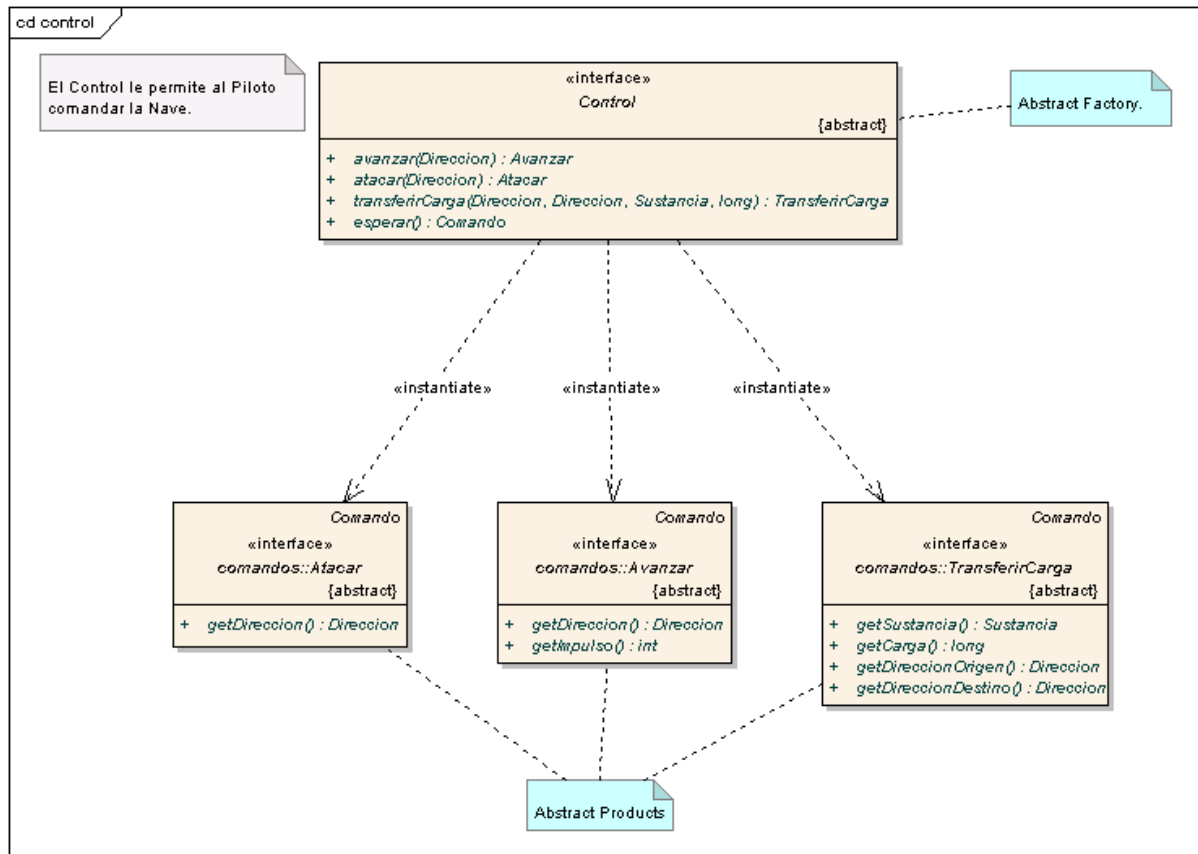 cd control
El Control le permite al Piloto
comandar la Nave.
«interface»
Control
{abstract}
+ avanzar(Direccion) : Avanzar
+ atacar(Direccion) : Atacar
+ transferirCarga(Direccion, Direccion, Sustancia, long) : TransferirCarga
+ esperar() : Comando
Abstract Factory.
«instantiate»
«instantiate»
«instantiate»
Comando
«interface»
comandos::Atacar
{abstract}
+ getDireccion() : Direccion
Comando
«interface»
comandos::Avanzar
{abstract}
+ getDireccion() : Direccion
+ getImpulso() : int
Comando
«interface»
comandos::TransferirCarga
{abstract}
+ getSustancia() : Sustancia
+ getCarga() : long
+ getDireccionOrigen() : Direccion
+ getDireccionDestino() : Direccion
Abstract Products